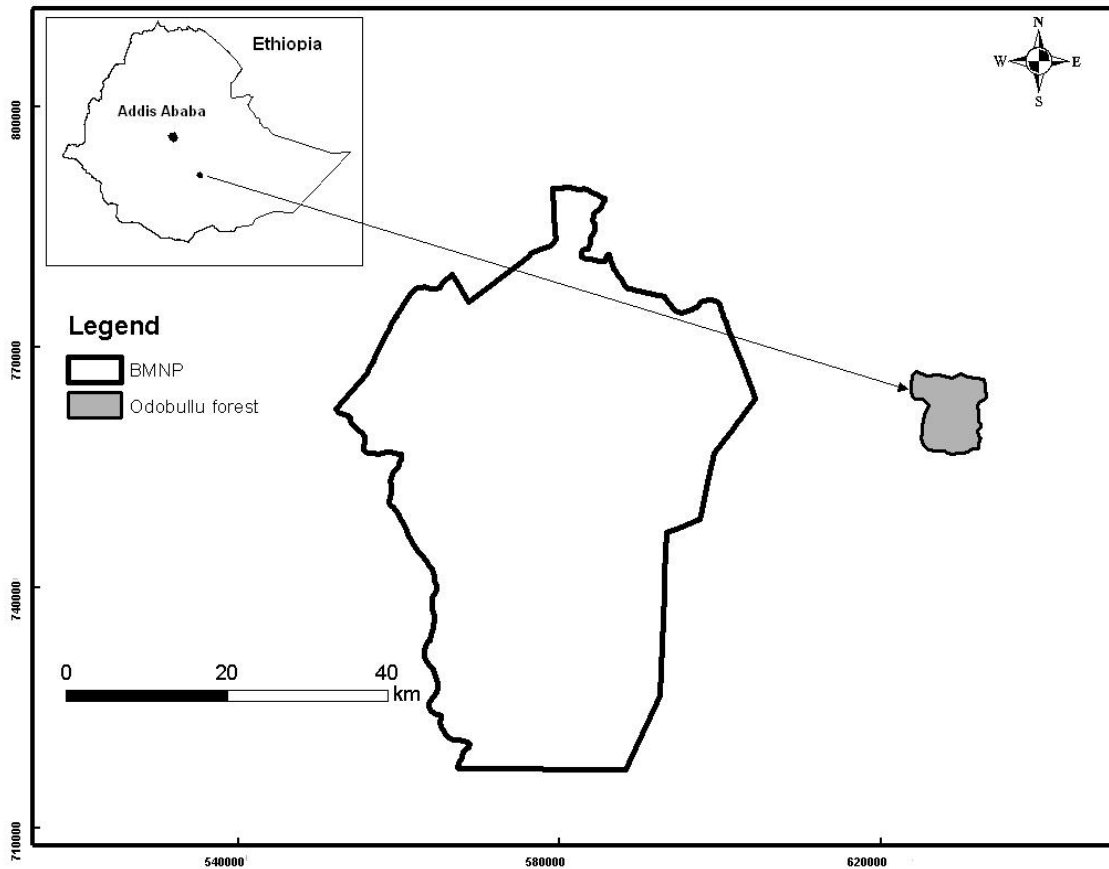 Ethiopia
Addis Ababa
N
W E
S
Legend
BMNP
Odobullu forest
0 20 40
km
800000
770000
740000
710000
540000 580000 620000